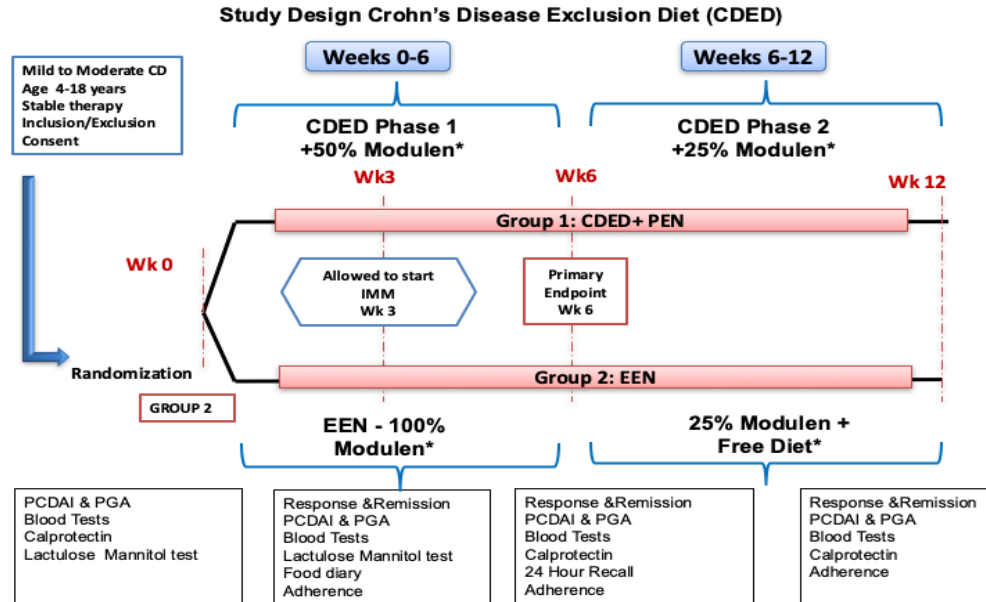 Study Design Crohn's Disease Exclusion Diet (CDED)
Weeks 0-6
Weeks 6-12
Mild to Moderate CD
Age 4-18 years
Stable therapy
Inclusion/Exclusion
Consent
CDED Phase 1
+50% Modulen*
CDED Phase 2
+25% Modulen*
Wk3
Wk6
Wk 12
Group 1: CDED+ PEN
Wk 0
Allowed to start
IMM
Wk 3
Primary
Endpoint
Wk 6
Randomization
Group 2: EEN
GROUP 2
EEN - 100%
Modulen*
25% Modulen +
Free Diet*
PCDAI & PGA
Blood Tests
Calprotectin
Lactulose Mannitol test
Response &Remission
PCDAI & PGA
Blood Tests
Lactulose Mannitol test
Food diary
Adherence
Response &Remission
PCDAI & PGA
Blood Tests
Calprotectin
24 Hour Recall
Adherence
Response &Remission
PCDAI & PGA
Blood Tests
Calprotectin
Adherence